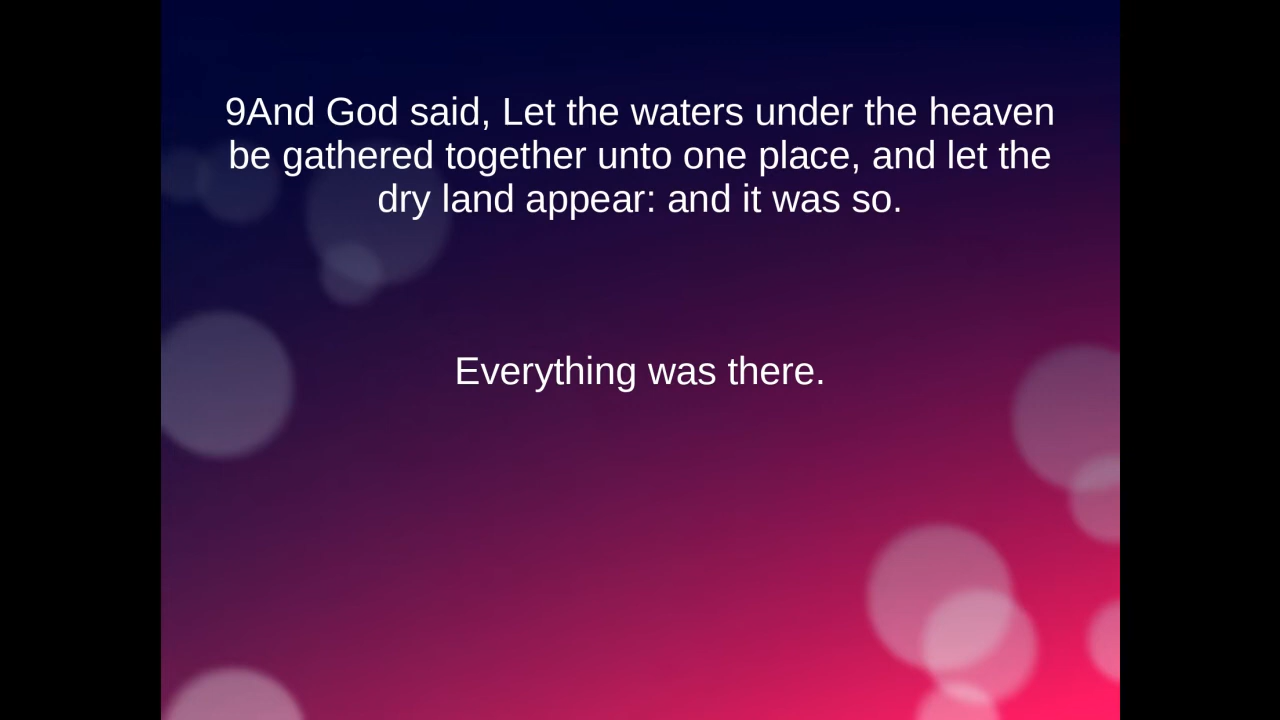 9And God said, Let the waters under the heaven
be gathered together unto one place, and let the
dry land appear: and it was so.
Everything was there.